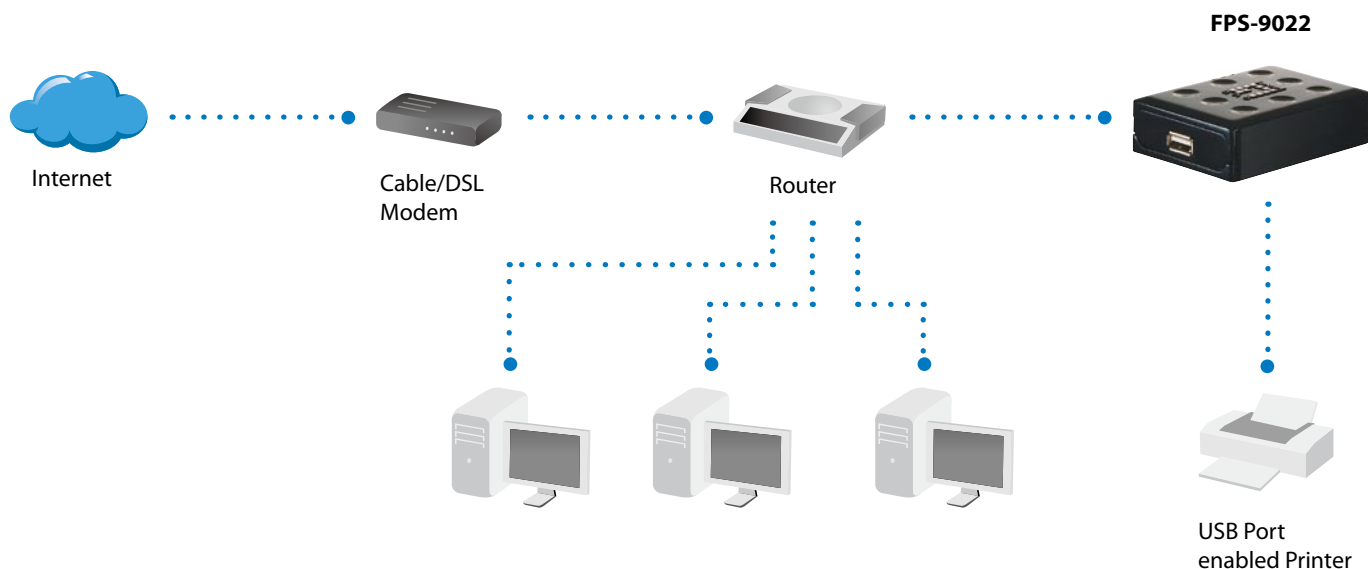 FPS-9022
Internet
Cable/DSL
Modem
Router
USB Port
enabled Printer